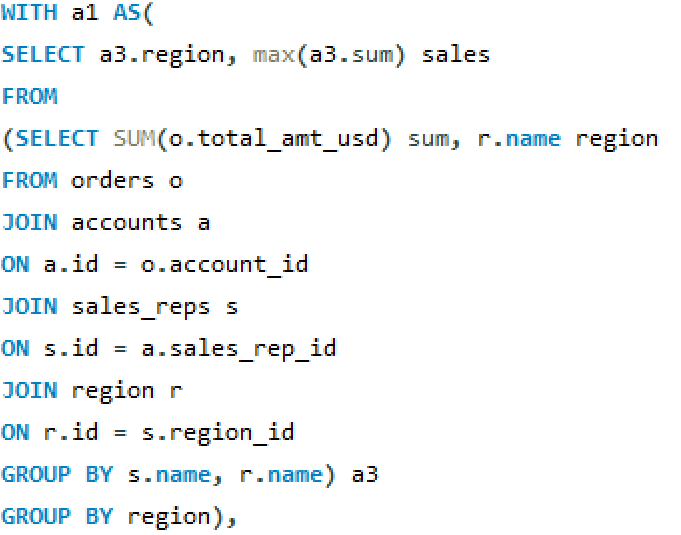 WITH a1 AS(
SELECT a3.region, max(a3.sum) sales
FROM
(SELECT SUM(o.total_amt_usd) sum, r.name region
FROM orders o
JOIN accounts a
ON a.id = o.account_id
JOIN sales_reps s
ON s.id = a.sales_rep_id
JOIN region r
ON r.id = s.region_id
GROUP BY s.name, r.name) a3
GROUP BY region),